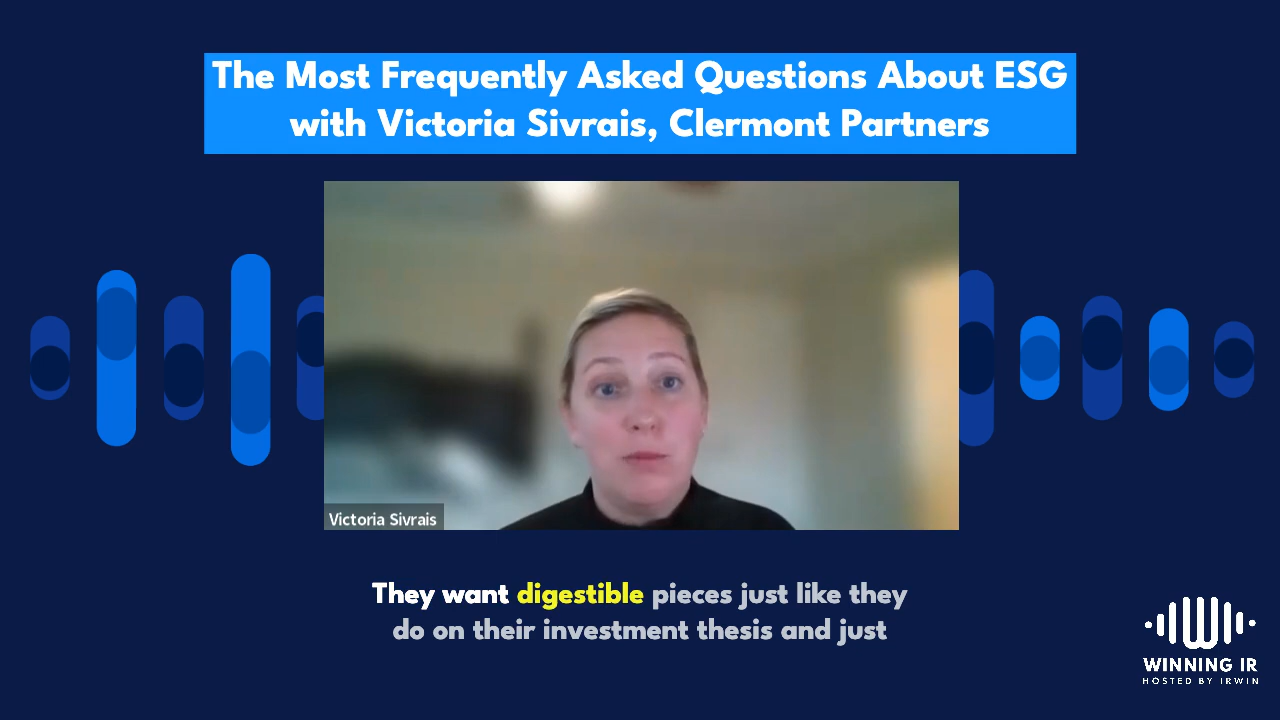 The Most Frequently Asked Questions About ESG
with Victoria Sivrais, Clermont Partners
Victoria Sivrais
They want digestible pieces just like they
do on their investment thesis and just
WINNING IR
HOSTED BY IRWIN